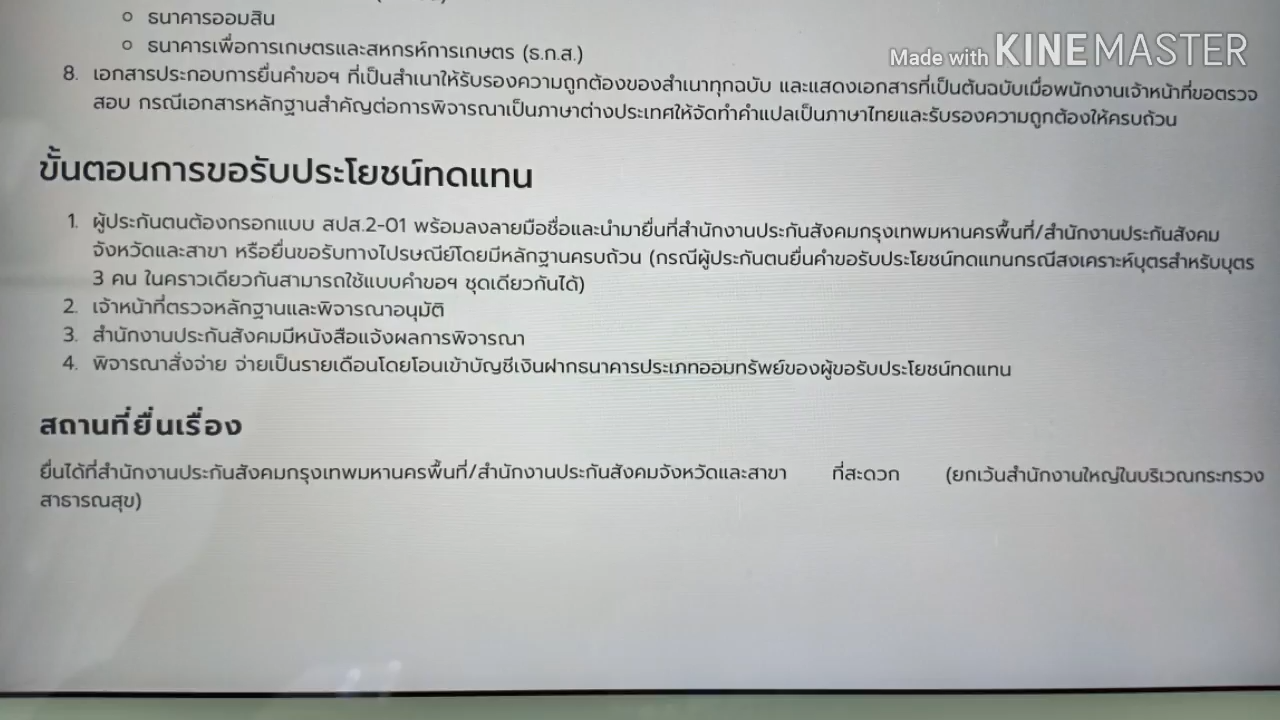 ธนาคารออมสิน
ธนาคารเพื่อการเกษตรและสหกรห์การเกษตร (ธ.ก.ส.)
Made with KINEMASTER
8. เอกสารประกอบการยื่นคำขอฯ ที่เป็นสำเนาให้รับรองความถูกต้องของสำเนาทุกฉบับ และแสดงเอกสารที่เป็นต้นฉบับเมื่อพนักงานเจ้าหน้าที่ขอตรวจ
สอบ กรณีเอกสารหลักฐานสำคัญต่อการพิจารณาเป็นภาษาต่างประเทศให้จัดทำคำแปลเป็นภาษาไทยและรับรองความถูกต้องให้ครบถ้วน
ขั้นตอนการขอรับประโยชน์ทดแทน
1. ผู้ประกันตนต้องกรอกแบบ สปส.2-01 พร้อมลงลายมือชื่อและนำมายื่นที่สำนักงานประกันสังคมกรุงเทพมหานครพื้นที่/สำนักงานประกันสังคม
จังหวัดและสาขา หรือยื่นขอรับทางไปรษณีย์โดยมีหลักฐานครบถ้วน (กรณีผู้ประกันตนยื่นคำขอรับประโยชน์ทดแทนกรณีสงเคราะห์บุตรสำหรับบุตร
3 คน ในคราวเดียวกันสามารถใช้แบบคำขอฯ ชุดเดียวกันได้)
2. เจ้าหน้าที่ตรวจหลักฐานและพิจารณาอนุมัติ
3. สำนักงานประกันสังคมมีหนังสือแจ้งผลการพิจารณา
4. พิจารณาสั่งจ่าย จ่ายเป็นรายเดือนโดยโอนเข้าบัญชีเงินฝากธนาคารประเภทออมทรัพย์ของผู้ขอรับประโยชน์ทดแทน
สถานที่ยื่นเรื่อง
ยื่นได้ที่สำนักงานประกันสังคมกรุงเทพมหานครพื้นที่/สำนักงานประกันสังคมจังหวัดและสาขา ที่สะดวก (ยกเว้นสำนักงานใหญ่ในบริเวณกระทรวง
สาธารณสุข)